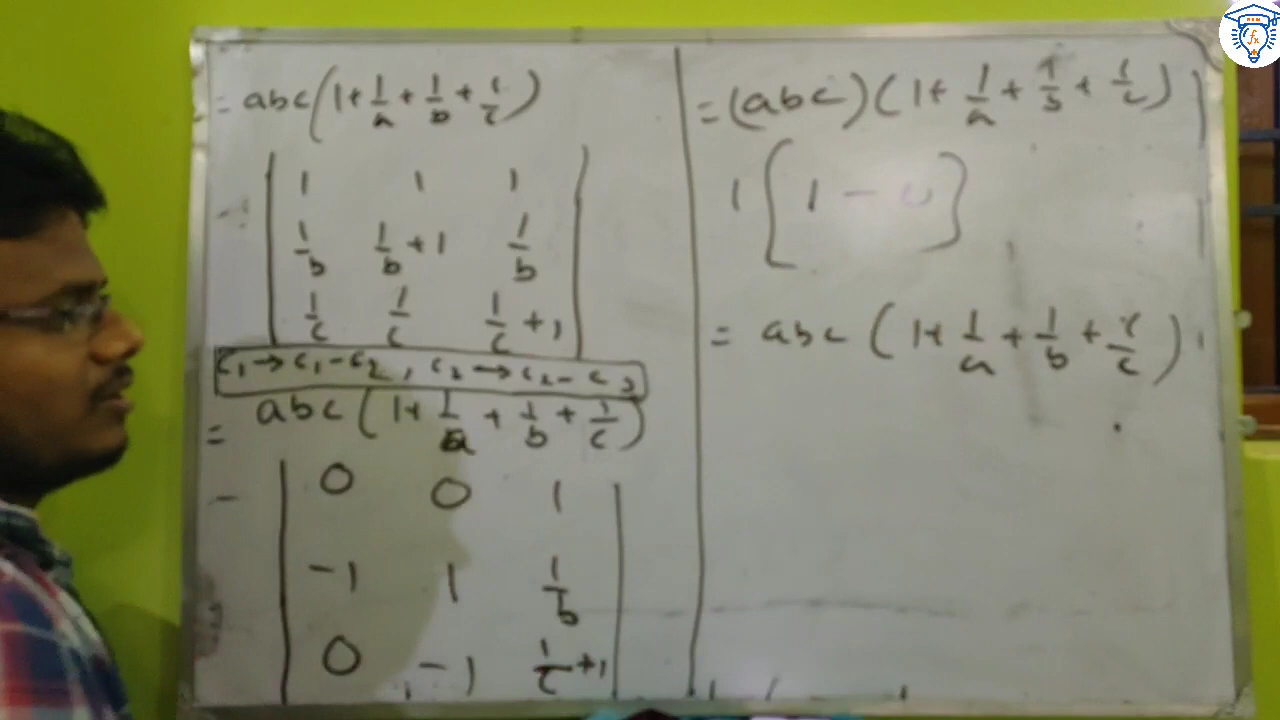 = abc(1+1/a+1/b+1/c)
| 1 1 1 |
| 1/b 1/b+1 1/b |
| 1/c 1/c 1/c+1 |
c₁→c₁-c₂, c₂→c₂-c₃
= abc(1+1/a+1/b+1/c)
| 0 0 1 |
| -1 1 1/b |
| 0 -1 1/c+1 |
= (abc)(1+1/a+1/b+1/c)
1[1-0]
= abc(1+1/a+1/b+1/c)